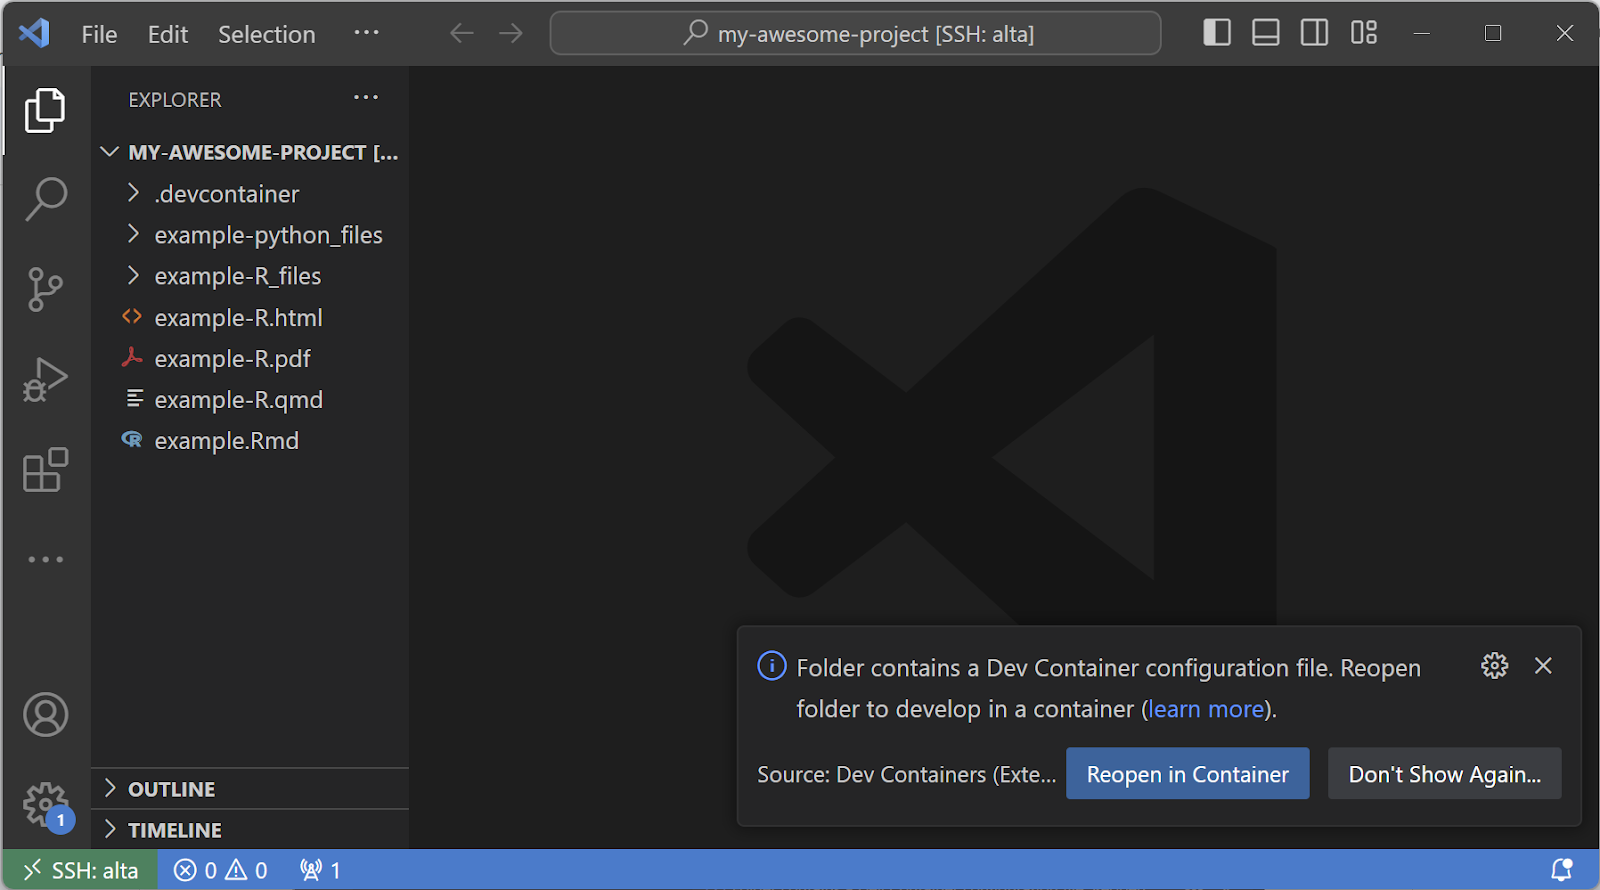 File Edit Selection ···
my-awesome-project [SSH: alta]
EXPLORER ···
MY-AWESOME-PROJECT [...
.devcontainer
example-python_files
example-R_files
example-R.html
example-R.pdf
example-R.qmd
example.Rmd
Folder contains a Dev Container configuration file. Reopen
folder to develop in a container (learn more).
Source: Dev Containers (Exte... Reopen in Container Don't Show Again...
OUTLINE
1
TIMELINE
SSH: alta 0 0 1